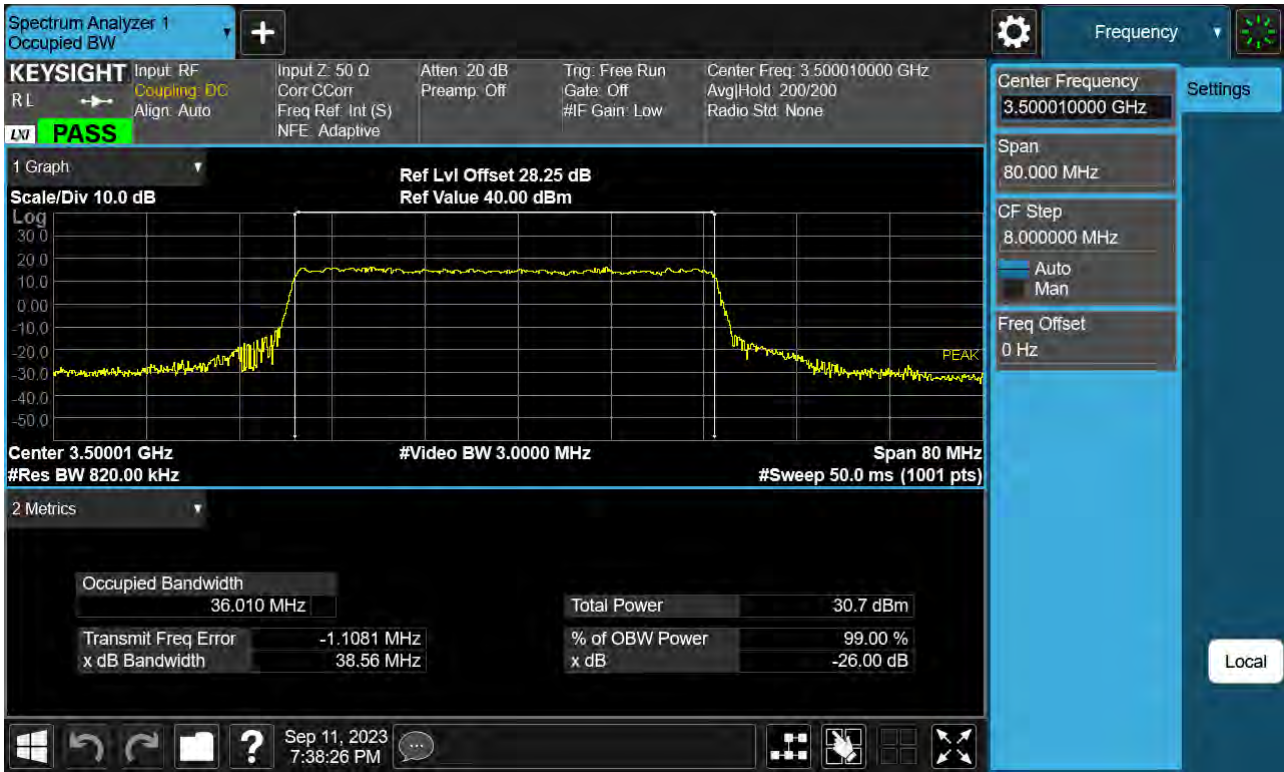 Spectrum Analyzer 1
Occupied BW
+
Frequency
KEYSIGHT
R L
LXI
PASS
Input: RF
Coupling: DC
Align: Auto
Input Z: 50 Ω
Corr CCorr
Freq Ref: Int (S)
NFE: Adaptive
Atten: 20 dB
Preamp: Off
Trig: Free Run
Gate: Off
#IF Gain: Low
Center Freq: 3.500010000 GHz
Avg|Hold: 200/200
Radio Std: None
1 Graph
Scale/Div 10.0 dB
Ref Lvl Offset 28.25 dB
Ref Value 40.00 dBm
Log
30.0
20.0
10.0
0.00
-10.0
-20.0
-30.0
-40.0
-50.0
PEAK
Center 3.50001 GHz
#Video BW 3.0000 MHz
Span 80 MHz
#Res BW 820.00 kHz
#Sweep 50.0 ms (1001 pts)
2 Metrics
Occupied Bandwidth
36.010 MHz
Total Power 30.7 dBm
Transmit Freq Error -1.1081 MHz
% of OBW Power 99.00 %
x dB Bandwidth 38.56 MHz
x dB -26.00 dB
Center Frequency
3.500010000 GHz
Settings
Span
80.000 MHz
CF Step
8.000000 MHz
Auto
Man
Freq Offset
0 Hz
Local
?
Sep 11, 2023
7:38:26 PM